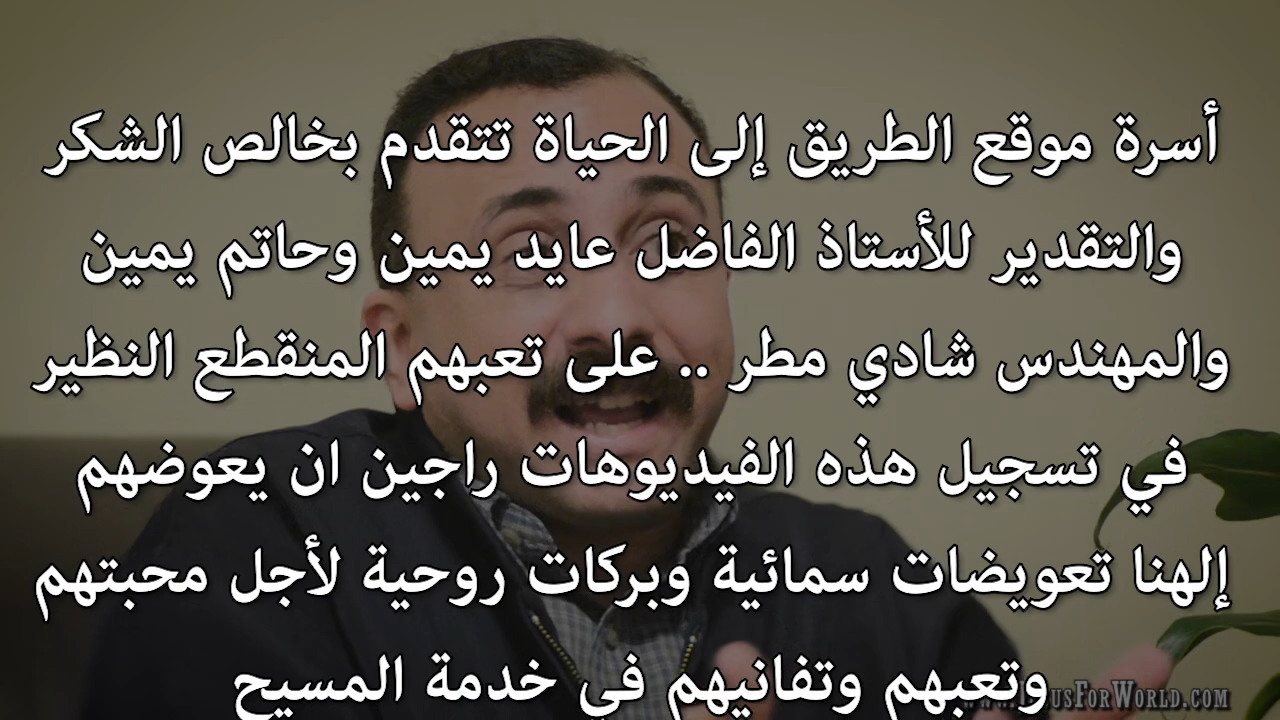 أسرة موقع الطريق إلى الحياة تتقدم بخالص الشكر
والتقدير للأستاذ الفاضل عايد يمين وحاتم يمين
والمهندس شادي مطر .. على تعبهم المنقطع النظير
في تسجيل هذه الفيديوهات راجين ان يعوضهم
إلهنا تعويضات سمائية وبركات روحية لأجل محبتهم
وتعبهم وتفانيهم في خدمة المسيح